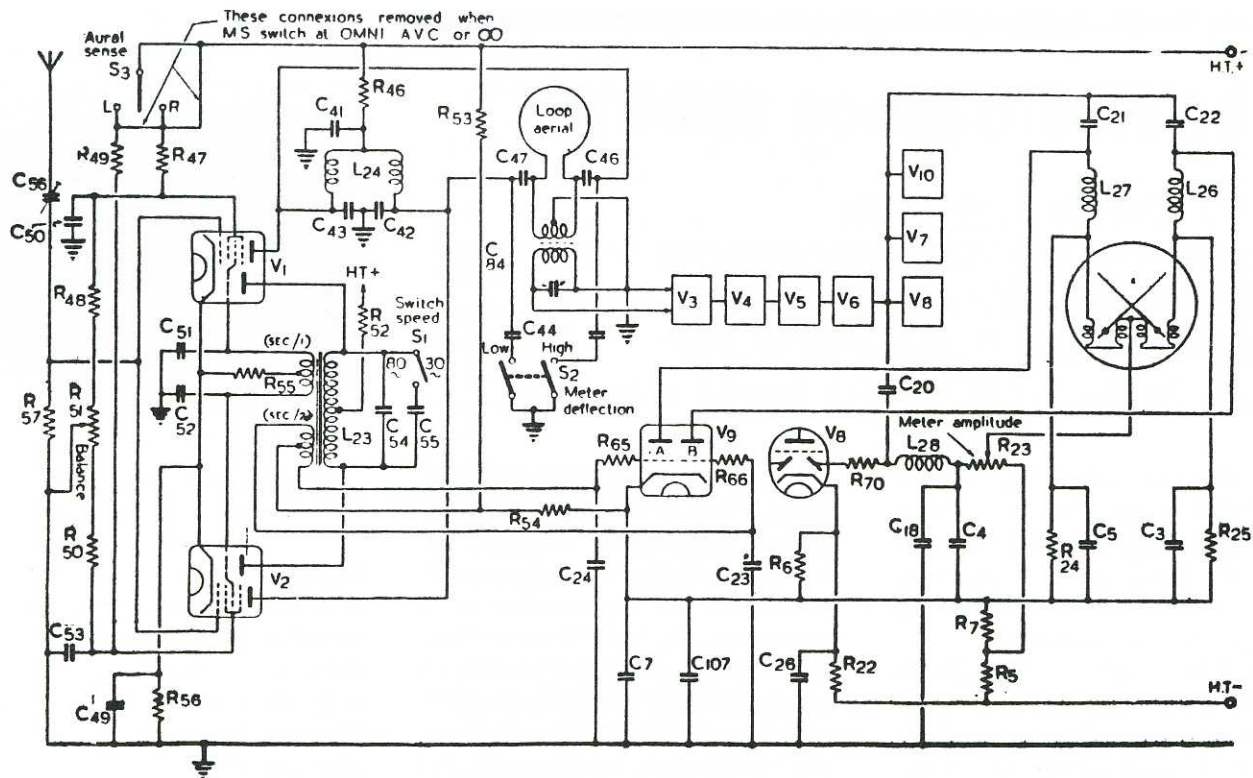 These connexions removed when
MS switch at OMNI AVC or OO
Aural
sense
S3
L
R
R49
R47
C56
C50
R46
C41
L24
C43
C42
R53
Loop
aerial
C47
C46
H.T.+
C21
C22
L27
L26
V10
V7
V8
V3
V4
V5
V6
C
84
V1
R48
C51
(SEC/1)
HT+
R
52
Switch
speed
S1
80
~
30
~
C44
Low
High
S2
Meter
deflection
C20
R
57
R
51
Balance
C
52
R55
(SEC/2)
L23
C
54
C
55
R65
V9
A
B
R66
V8
Meter amplitude
L28
R23
R70
R
50
R54
V2
C24
C23
R6
C18
C4
R
24
C5
C3
R25
C53
R7
C49
R56
C7
C107
C26
R22
R5
H.T-